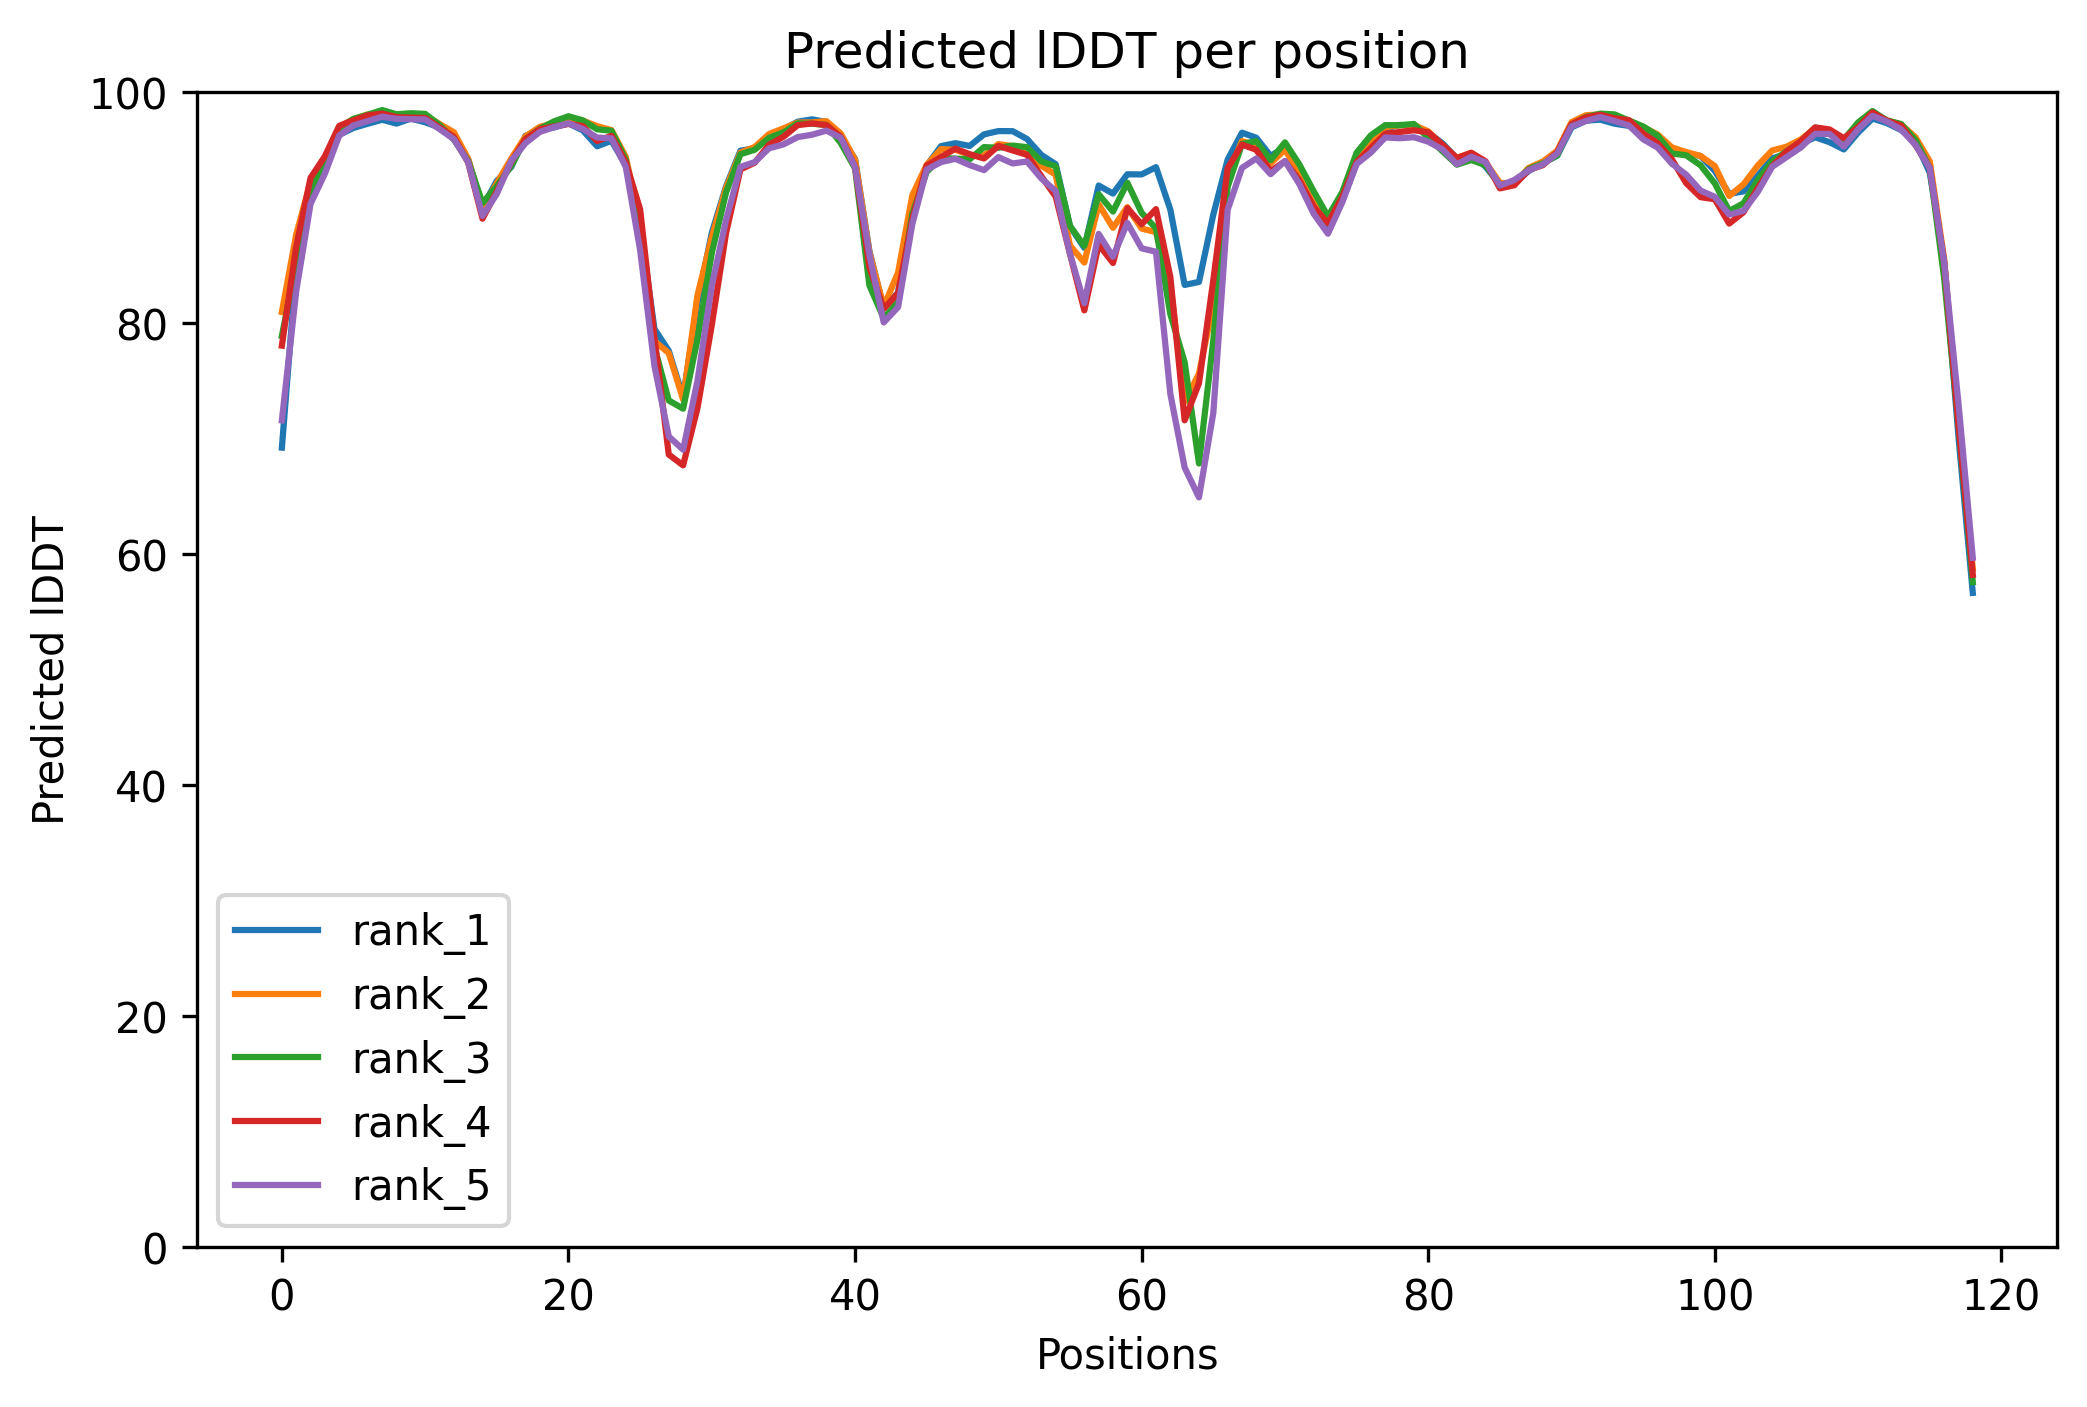 Predicted lDDT per position
100
80
60
40
20
0
Predicted lDDT
rank_1
rank_2
rank_3
rank_4
rank_5
0 20 40 60 80 100 120
Positions